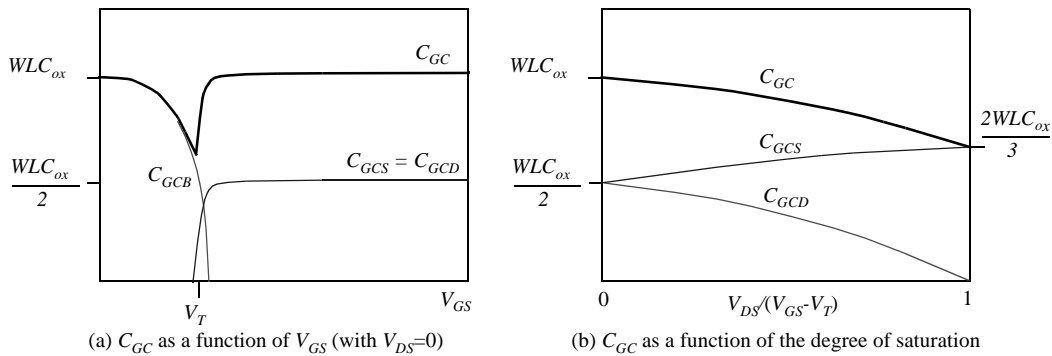 WLC_ox
WLC_ox
2
C_GC
C_GCB
C_GCS = C_GCD
V_T
V_GS
(a) C_GC as a function of V_GS (with V_DS=0)
WLC_ox
WLC_ox
2
C_GC
C_GCS
C_GCD
2WLC_ox
3
0
V_DS/(V_GS-V_T)
1
(b) C_GC as a function of the degree of saturation